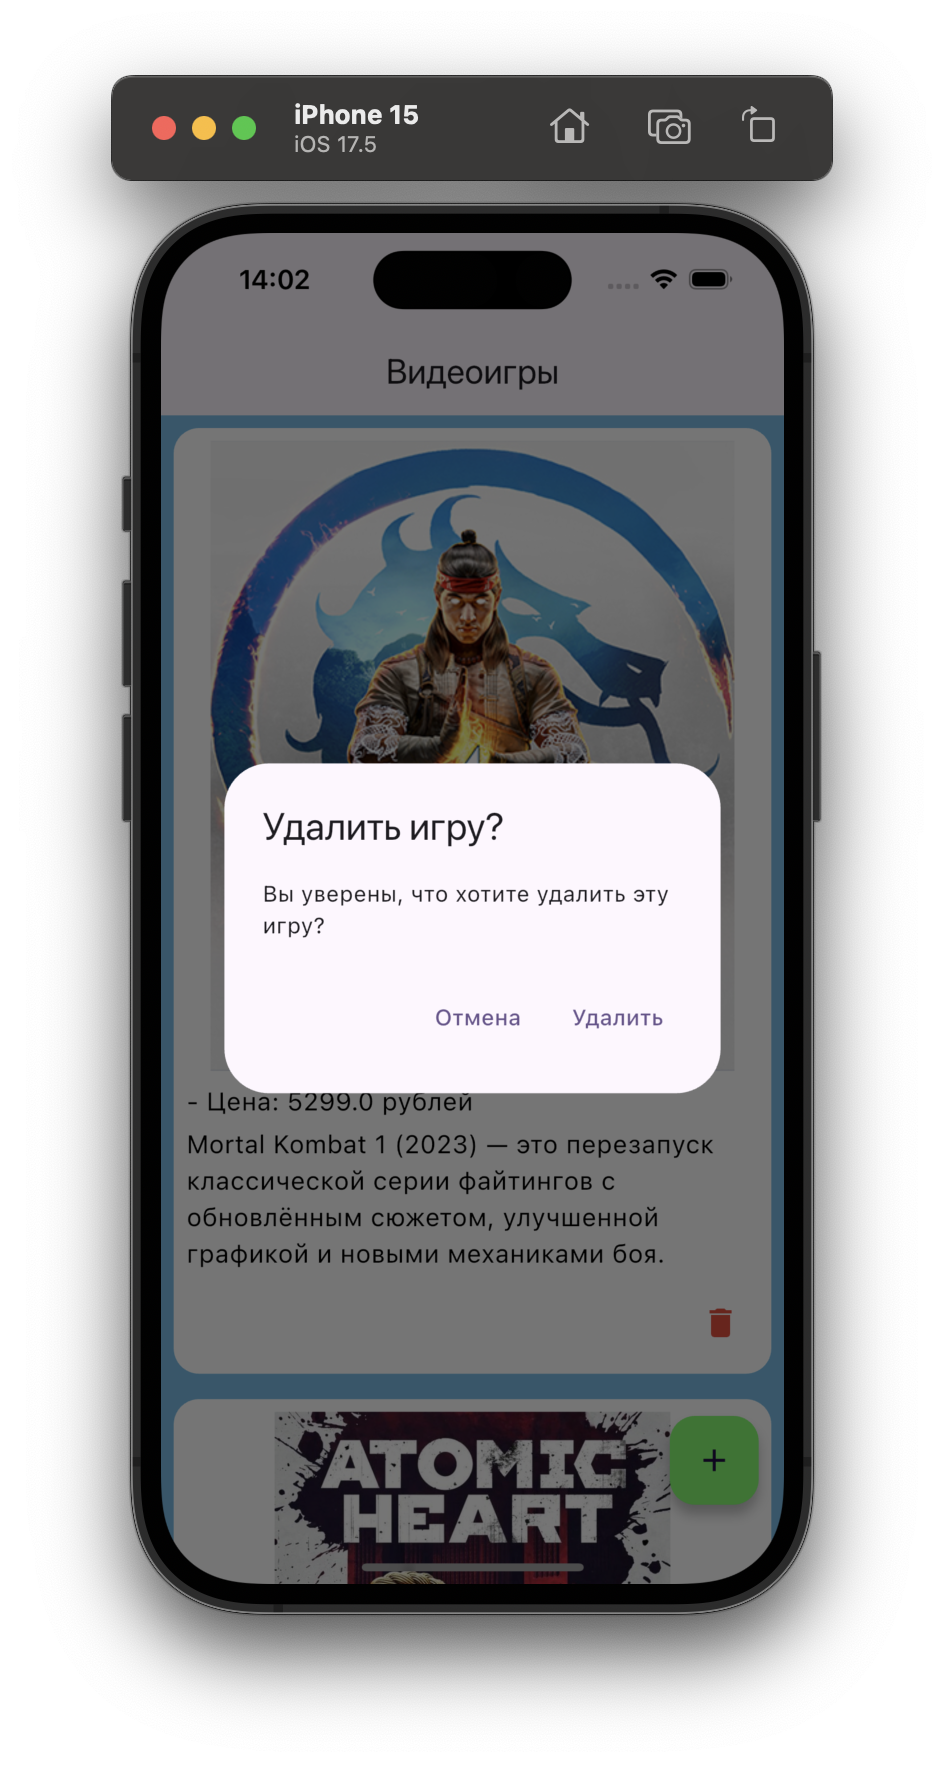 iPhone 15
iOS 17.5
14:02
Видеоигры
Удалить игру?
Вы уверены, что хотите удалить эту
игру?
Отмена
Удалить
- Цена: 5299.0 рублей
Mortal Kombat 1 (2023) — это перезапуск
классической серии файтингов с
обновлённым сюжетом, улучшенной
графикой и новыми механиками боя.
ATOMIC
HEART